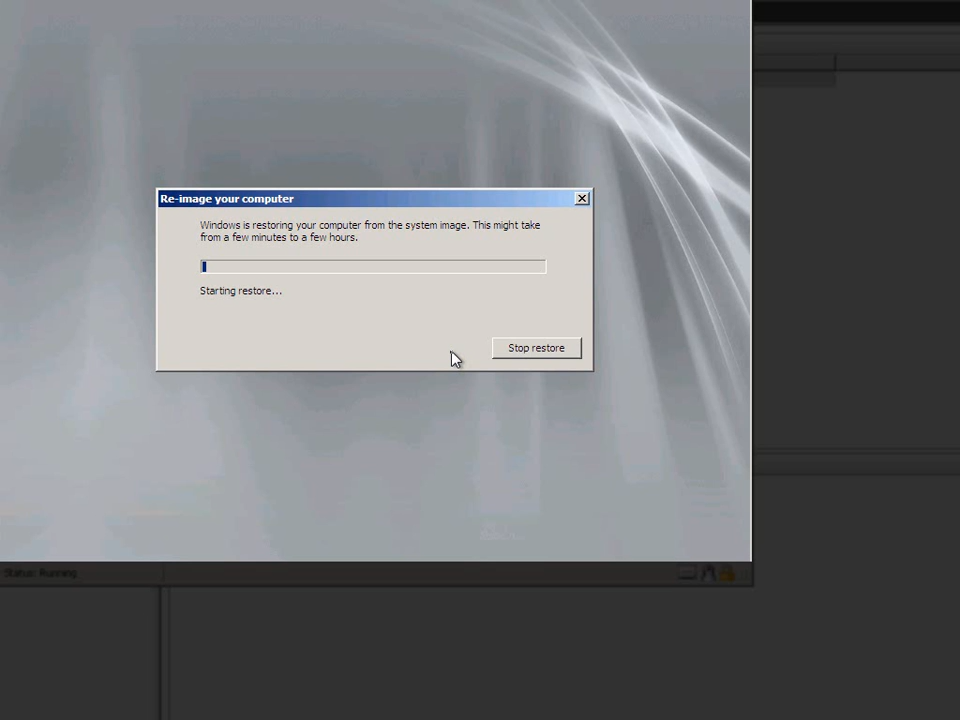 Re-image your computer
Windows is restoring your computer from the system image. This might take
from a few minutes to a few hours.
Starting restore...
Stop restore
Status: Running